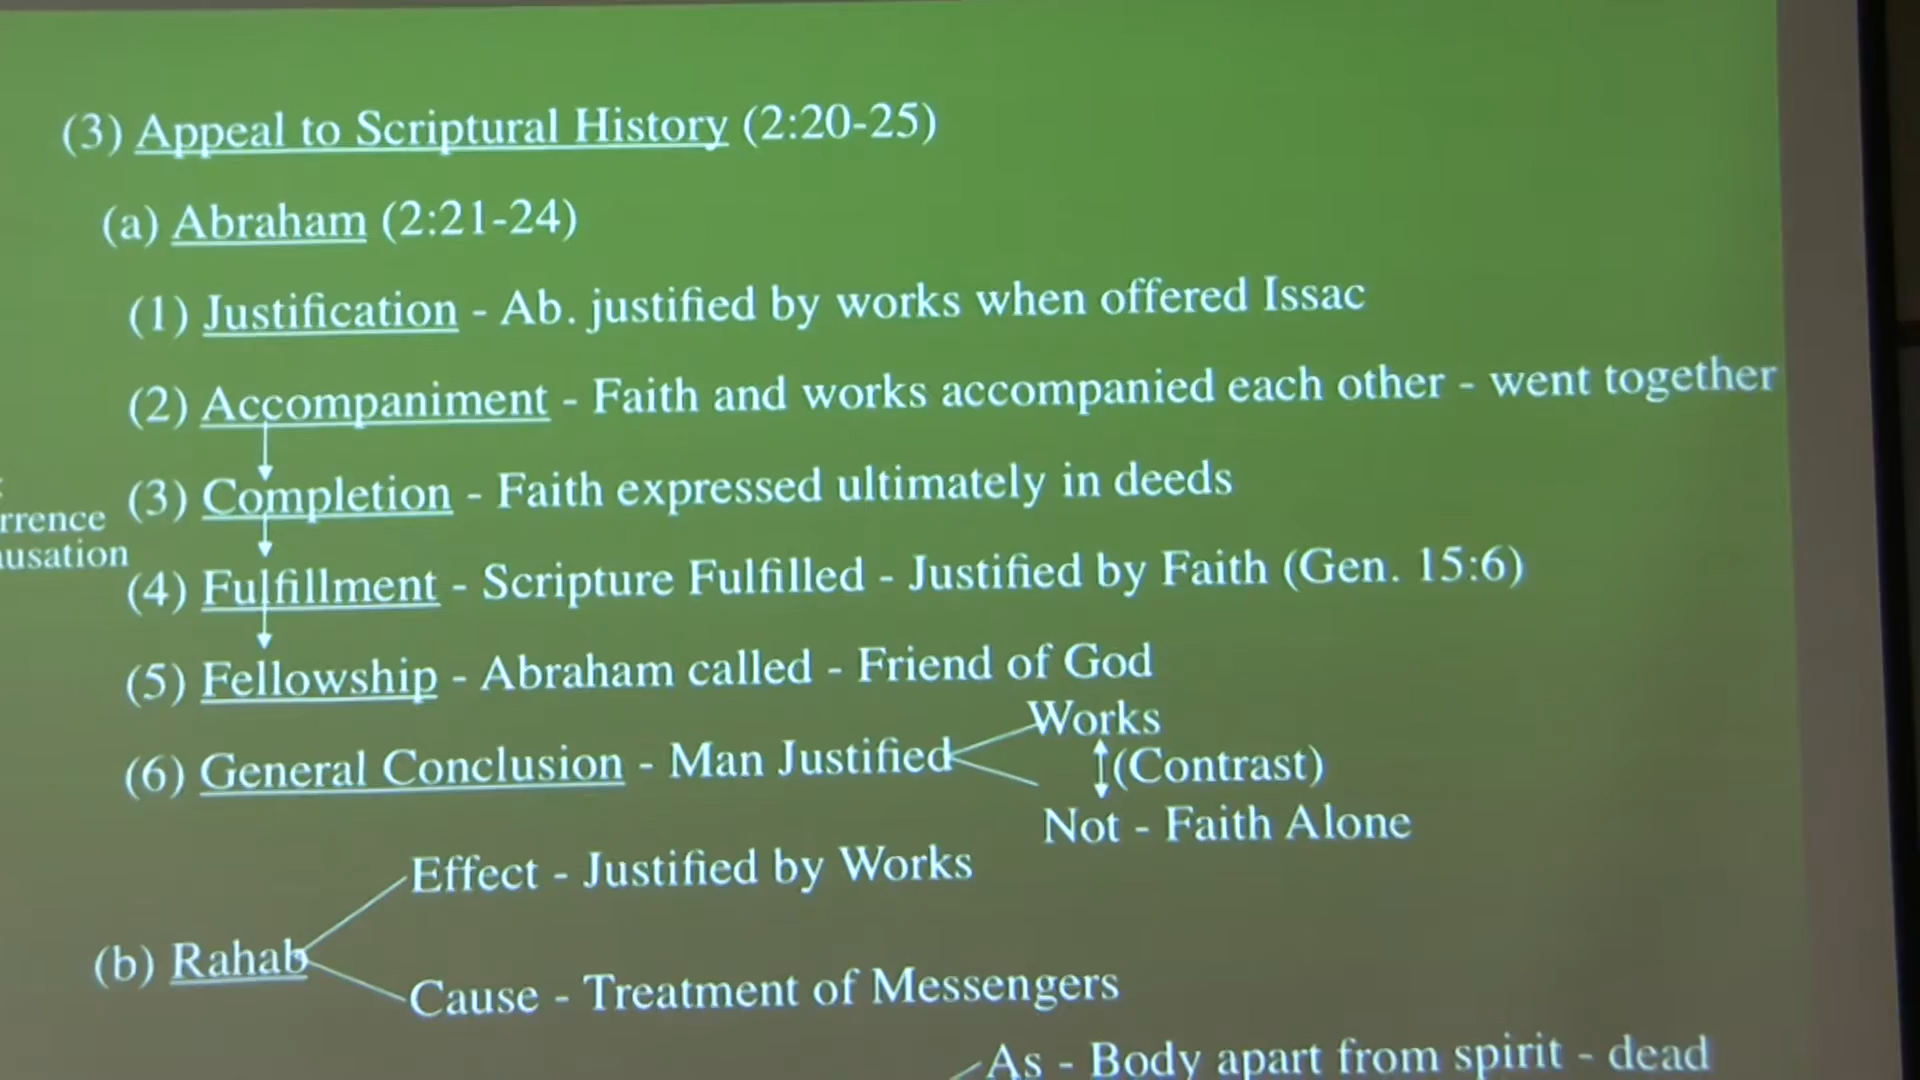 (3) Appeal to Scriptural History (2:20-25)
(a) Abraham (2:21-24)
(1) Justification - Ab. justified by works when offered Issac
(2) Accompaniment - Faith and works accompanied each other - went together
(3) Completion - Faith expressed ultimately in deeds
(4) Fulfillment - Scripture Fulfilled - Justified by Faith (Gen. 15:6)
(5) Fellowship - Abraham called - Friend of God
Works
(6) General Conclusion - Man Justified
(Contrast)
Not - Faith Alone
Effect - Justified by Works
(b) Rahab
Cause - Treatment of Messengers
As - Body apart from spirit - dead